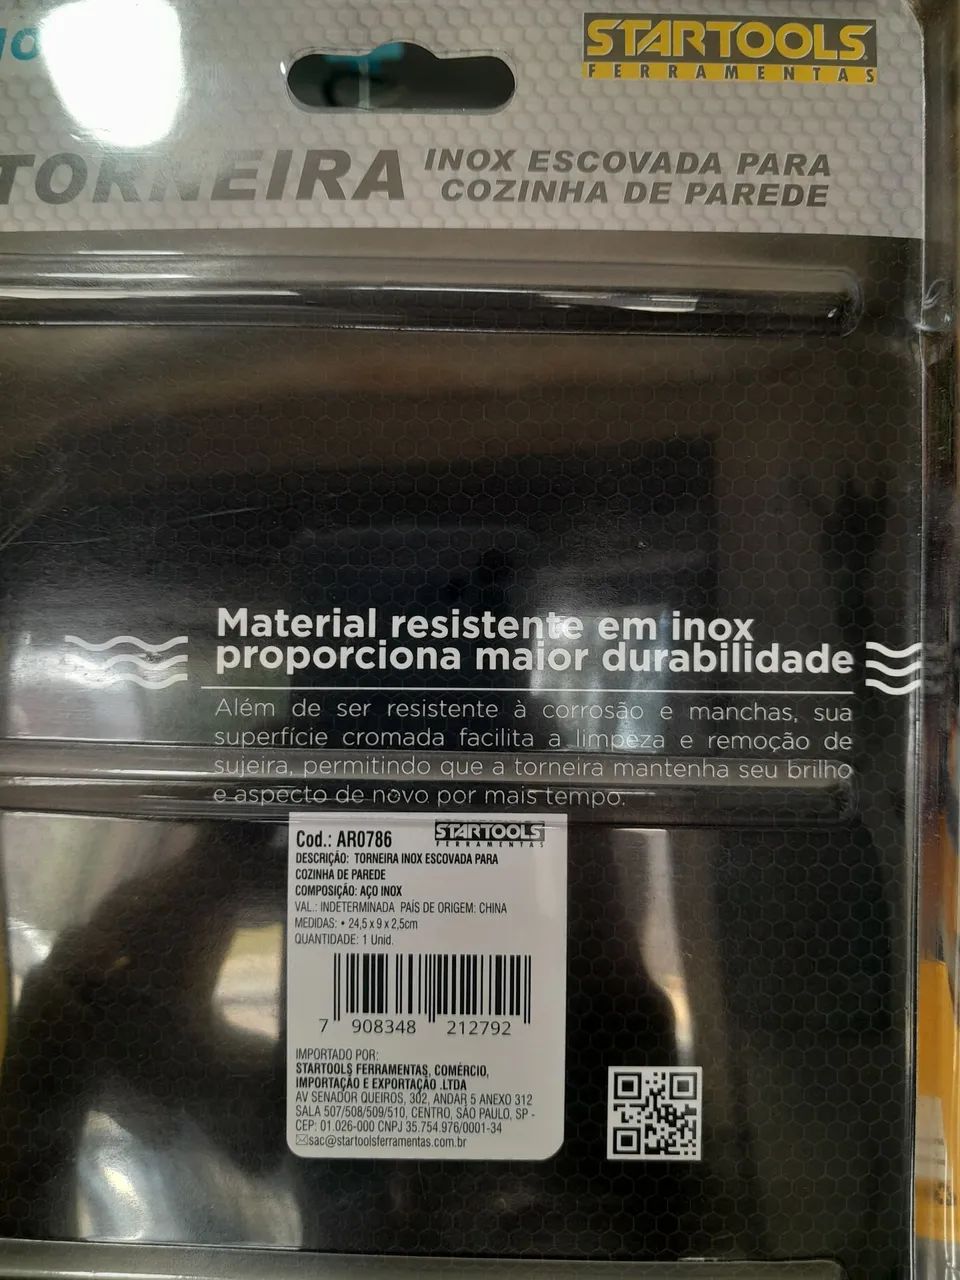 STARTOOLS
FERRAMENTAS
TORNEIRA INOX ESCOVADA PARA
COZINHA DE PAREDE
Material resistente em inox
proporciona maior durabilidade
Além de ser resistente à corrosão e manchas, sua
superfície cromada facilita a limpeza e remoção de
sujeira, permitindo que a torneira mantenha seu brilho
e aspecto de novo por mais tempo.
Cod.: AR0786
STARTOOLS
FERRAMENTAS
DESCRIÇÃO: TORNEIRA INOX ESCOVADA PARA
COZINHA DE PAREDE
COMPOSIÇÃO: AÇO INOX
VAL.: INDETERMINADA PAÍS DE ORIGEM: CHINA
MEDIDAS: • 24,5 x 9 x 2,5cm
QUANTIDADE: 1 Unid.
7 908348 212792
IMPORTADO POR:
STARTOOLS FERRAMENTAS, COMÉRCIO,
IMPORTAÇÃO E EXPORTAÇÃO .LTDA
AV SENADOR QUEIROS, 302, ANDAR 5 ANEXO 312
SALA 507/508/509/510, CENTRO, SÃO PAULO, SP -
CEP: 01.026-000 CNPJ 35.754.976/0001-34
sac@startoolsferramentas.com.br